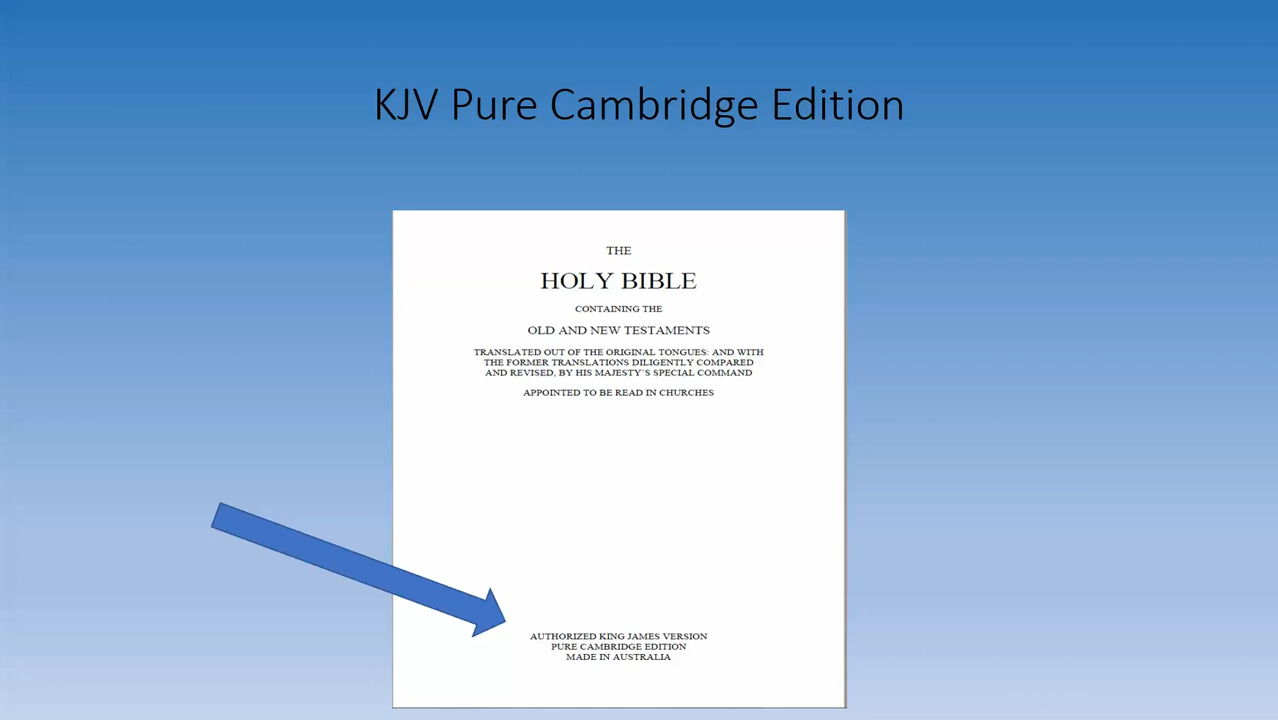 KJV Pure Cambridge Edition
THE
HOLY BIBLE
CONTAINING THE
OLD AND NEW TESTAMENTS
TRANSLATED OUT OF THE ORIGINAL TONGUES: AND WITH
THE FORMER TRANSLATIONS DILIGENTLY COMPARED
AND REVISED, BY HIS MAJESTY'S SPECIAL COMMAND
APPOINTED TO BE READ IN CHURCHES
AUTHORIZED KING JAMES VERSION
PURE CAMBRIDGE EDITION
MADE IN AUSTRALIA